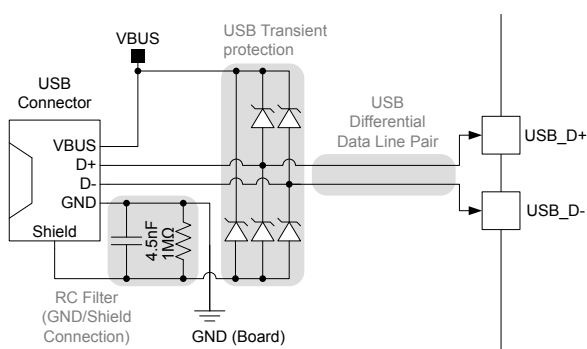 VBUS
USB Transient
protection
USB
Connector
USB
Differential
Data Line Pair
VBUS
D+
D-
GND
Shield
USB_D+
USB_D-
4.5nF
1MΩ
RC Filter
(GND/Shield
Connection)
GND (Board)